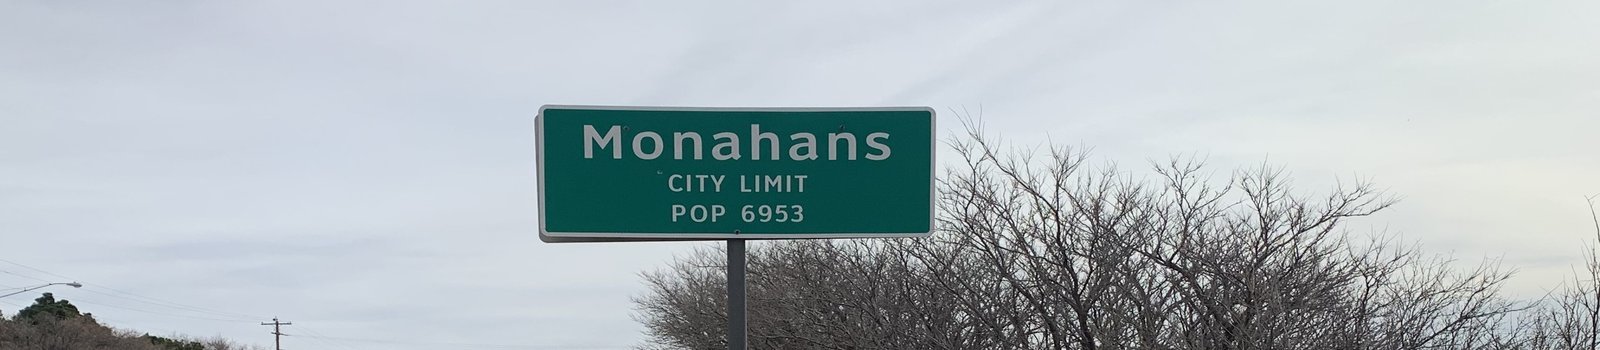 Monahans
CITY LIMIT
POP 6953